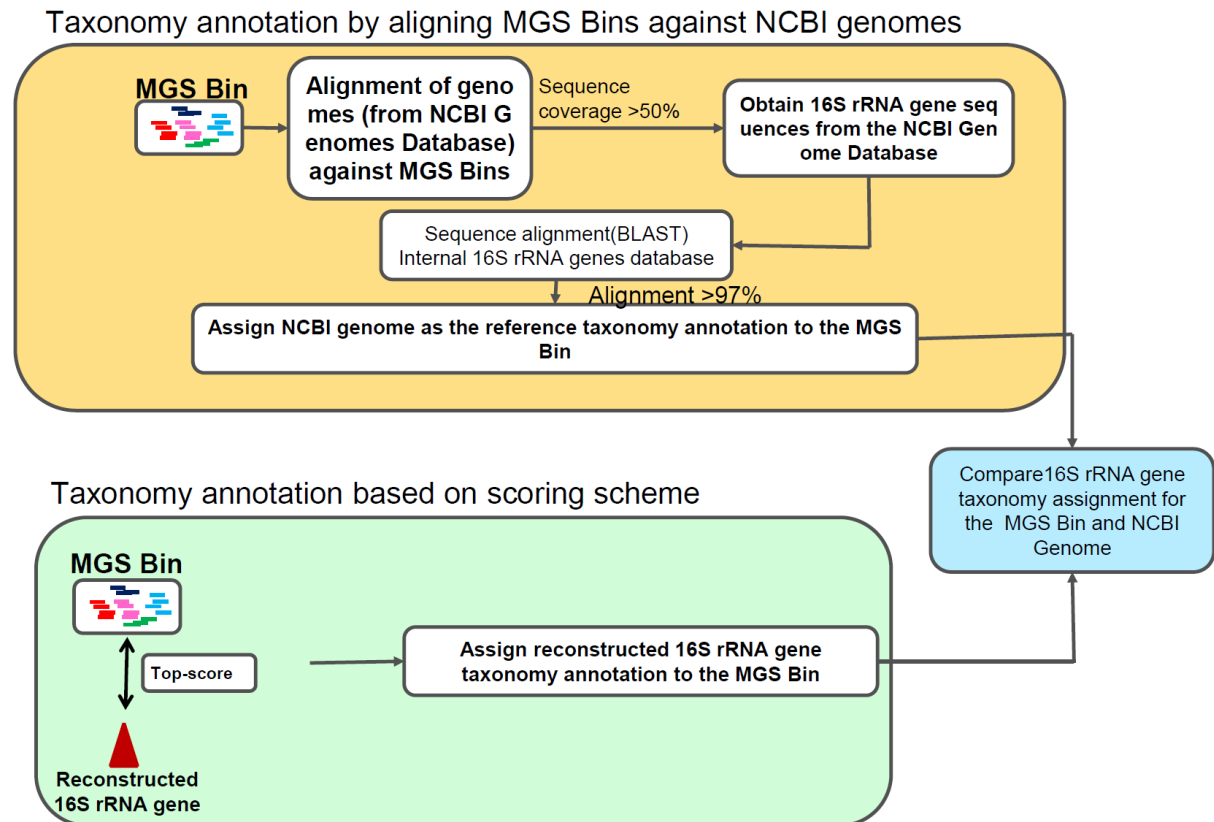 Taxonomy annotation by aligning MGS Bins against NCBI genomes
MGS Bin
Alignment of geno
mes (from NCBI G
enomes Database)
against MGS Bins
Sequence
coverage >50%
Obtain 16S rRNA gene seq
uences from the NCBI Gen
ome Database
Sequence alignment(BLAST)
Internal 16S rRNA genes database
Alignment >97%
Assign NCBI genome as the reference taxonomy annotation to the MGS
Bin
Compare16S rRNA gene
taxonomy assignment for
the MGS Bin and NCBI
Genome
Taxonomy annotation based on scoring scheme
MGS Bin
Top-score
Assign reconstructed 16S rRNA gene
taxonomy annotation to the MGS Bin
Reconstructed
16S rRNA gene